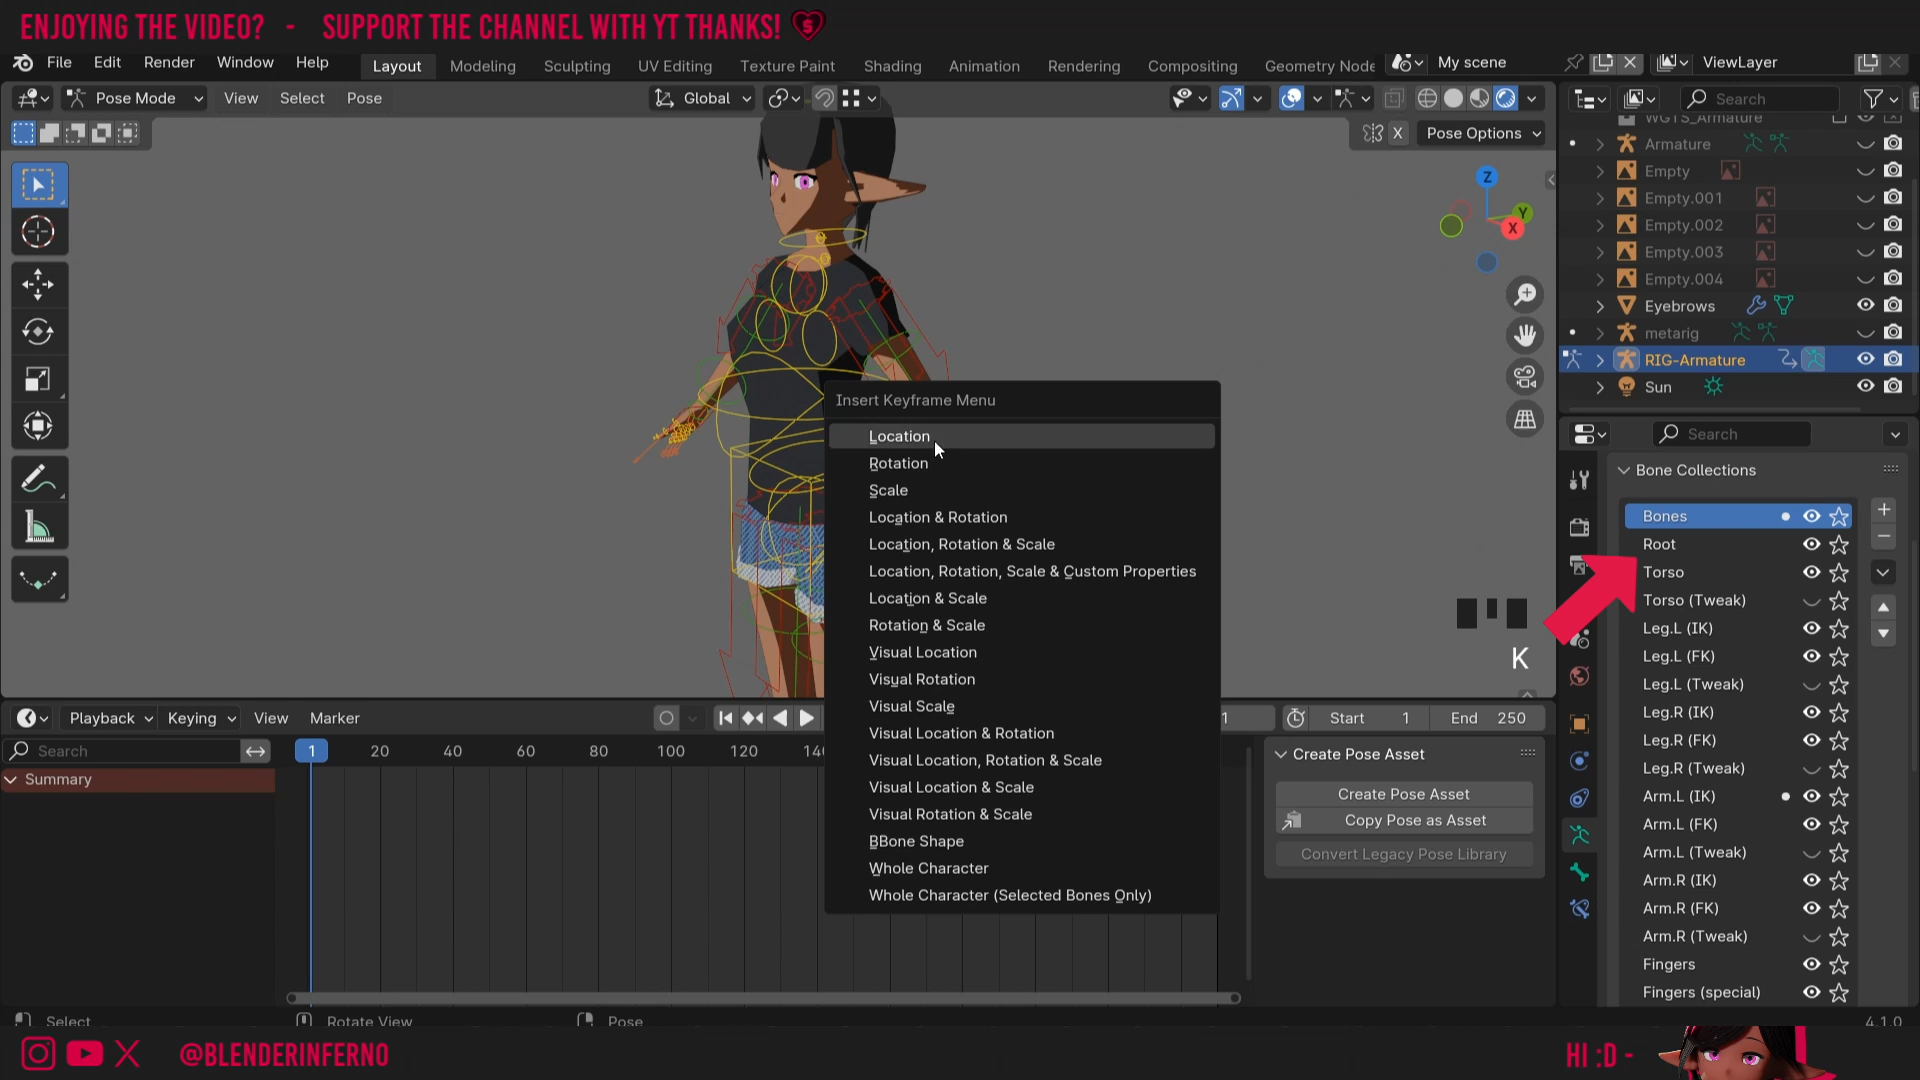 ENJOYING THE VIDEO? - SUPPORT THE CHANNEL WITH YT THANKS!
File Edit Render Window Help Layout Modeling Sculpting UV Editing Texture Paint Shading Animation Rendering Compositing Geometry Node My scene ViewLayer
Pose Mode View Select Pose Global Search
X Pose Options
WGTS_Armature
Armature
Empty
Empty.001
Empty.002
Empty.003
Empty.004
Eyebrows
metarig
RIG-Armature
Sun
Z
Y
X
Insert Keyframe Menu
Location
Rotation
Scale
Location & Rotation
Location, Rotation & Scale
Location, Rotation, Scale & Custom Properties
Location & Scale
Rotation & Scale
Visual Location
Visual Rotation
Visual Scale
Visual Location & Rotation
Visual Location, Rotation & Scale
Visual Location & Scale
Visual Rotation & Scale
BBone Shape
Whole Character
Whole Character (Selected Bones Only)
K
Search
Bone Collections
Bones
Root
Torso
Torso (Tweak)
Leg.L (IK)
Leg.L (FK)
Leg.L (Tweak)
Leg.R (IK)
Leg.R (FK)
Leg.R (Tweak)
Arm.L (IK)
Arm.L (FK)
Arm.L (Tweak)
Arm.R (IK)
Arm.R (FK)
Arm.R (Tweak)
Fingers
Fingers (special)
Playback Keying View Marker 1 Start 1 End 250
Search 1 20 40 60 80 100 120 14
Summary
Create Pose Asset
Create Pose Asset
Copy Pose as Asset
Convert Legacy Pose Library
Select Rotate View Pose 4.1.0
@BLENDERINFERNO
HI :D -